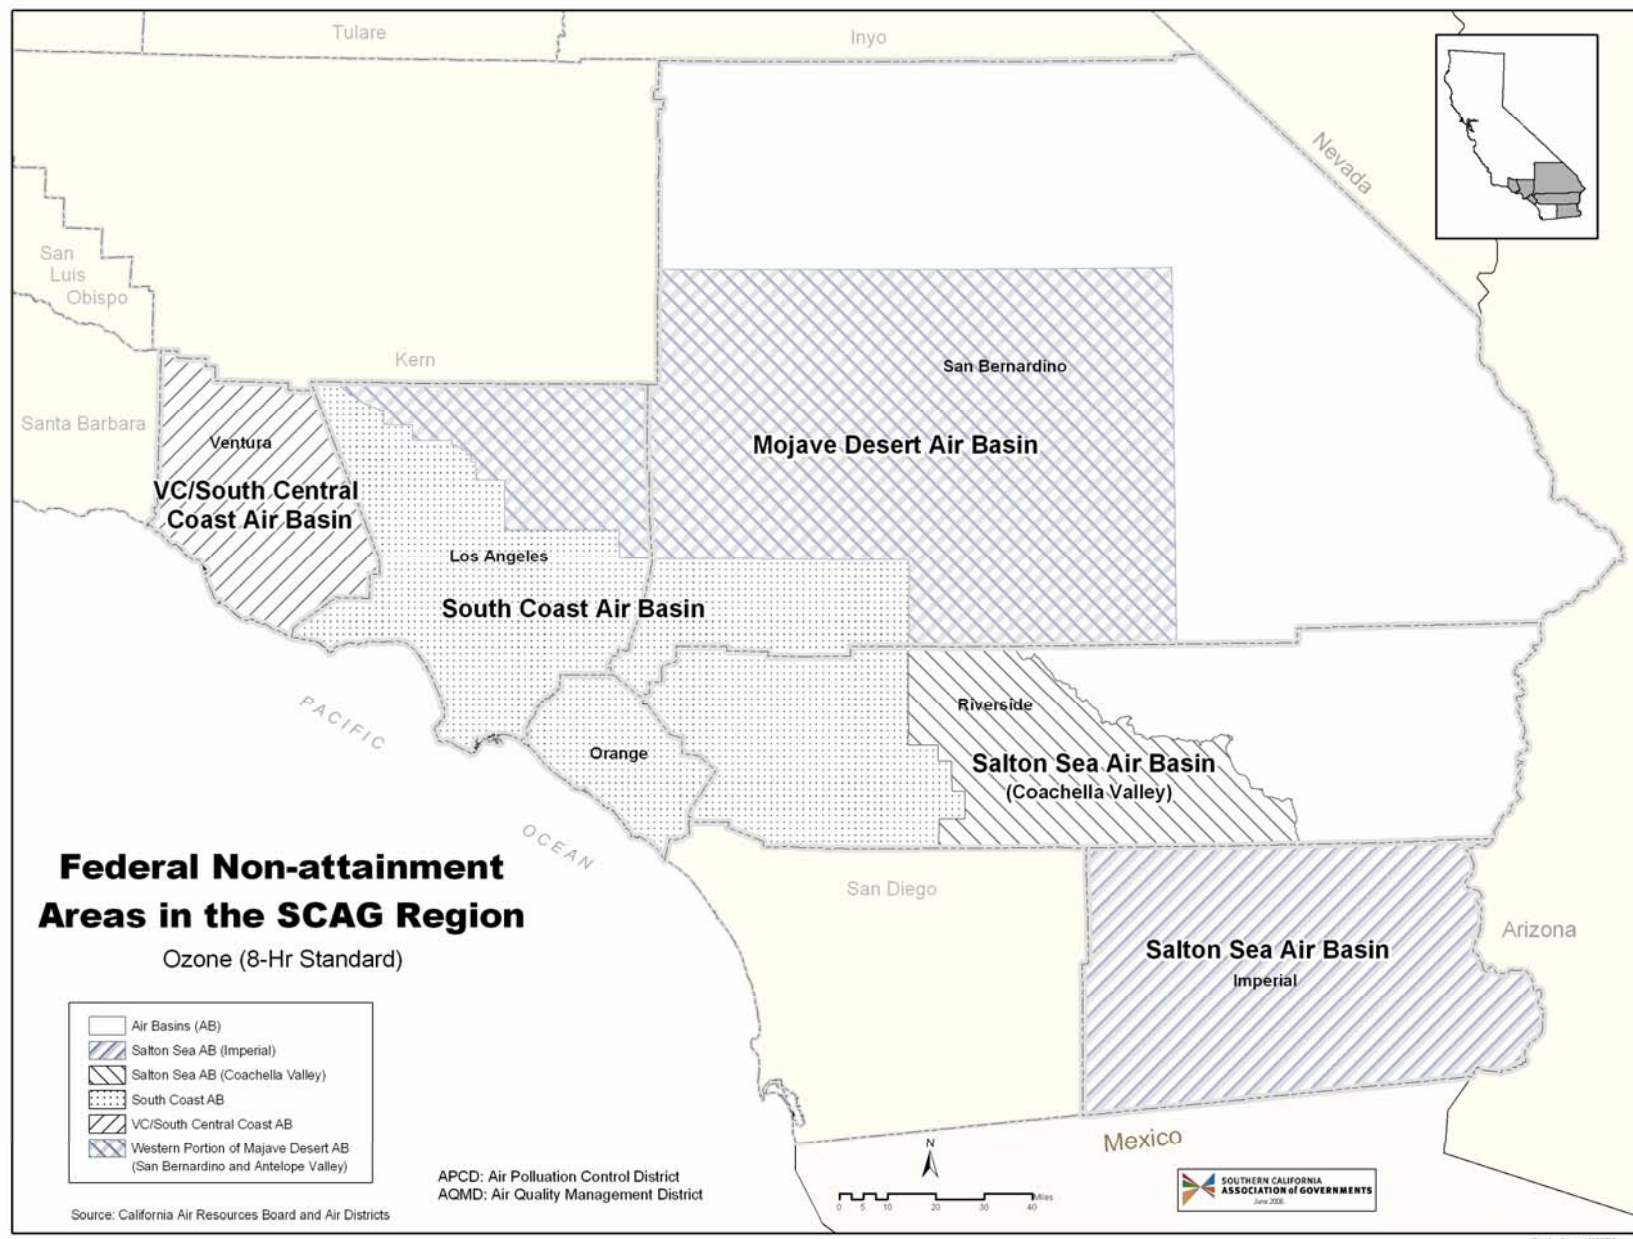 Tulare
Inyo
Nevada
San
Luis
Obispo
Kern
Santa Barbara
San Bernardino
Ventura
Mojave Desert Air Basin
VC/South Central
Coast Air Basin
Los Angeles
South Coast Air Basin
PACIFIC
Riverside
Orange
Salton Sea Air Basin
(Coachella Valley)
OCEAN
Federal Non-attainment
Areas in the SCAG Region
Ozone (8-Hr Standard)
San Diego
Arizona
Salton Sea Air Basin
Imperial
Air Basins (AB)
Salton Sea AB (Imperial)
Salton Sea AB (Coachella Valley)
South Coast AB
VC/South Central Coast AB
Western Portion of Majave Desert AB
(San Bernardino and Antelope Valley)
Mexico
N
APCD: Air Polluation Control District
AQMD: Air Quality Management District
Miles
0 5 10 20 30 40
SOUTHERN CALIFORNIA
ASSOCIATION of GOVERNMENTS
June 2006
Source: California Air Resources Board and Air Districts